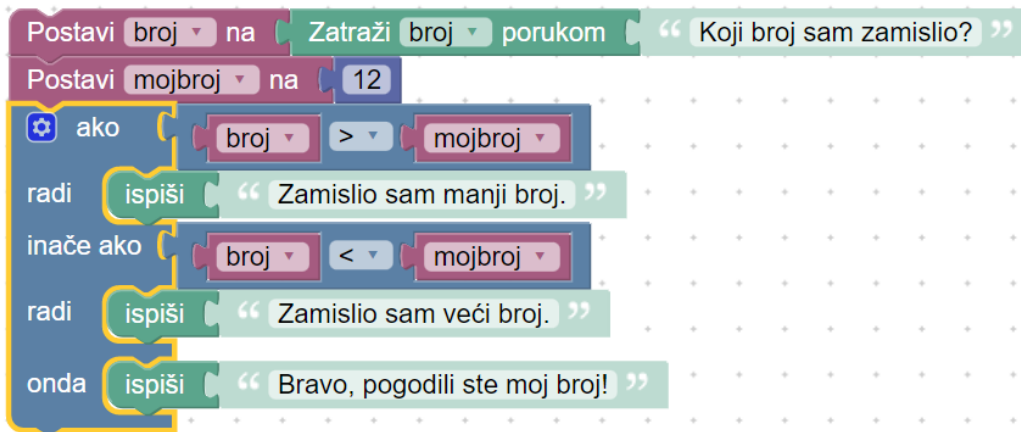 Postavi broj na Zatraži broj porukom “ Koji broj sam zamislio? ”
Postavi mojbroj na 12
ako broj > mojbroj
radi ispiši “ Zamislio sam manji broj. ”
inače ako broj < mojbroj
radi ispiši “ Zamislio sam veći broj. ”
onda ispiši “ Bravo, pogodili ste moj broj! ”